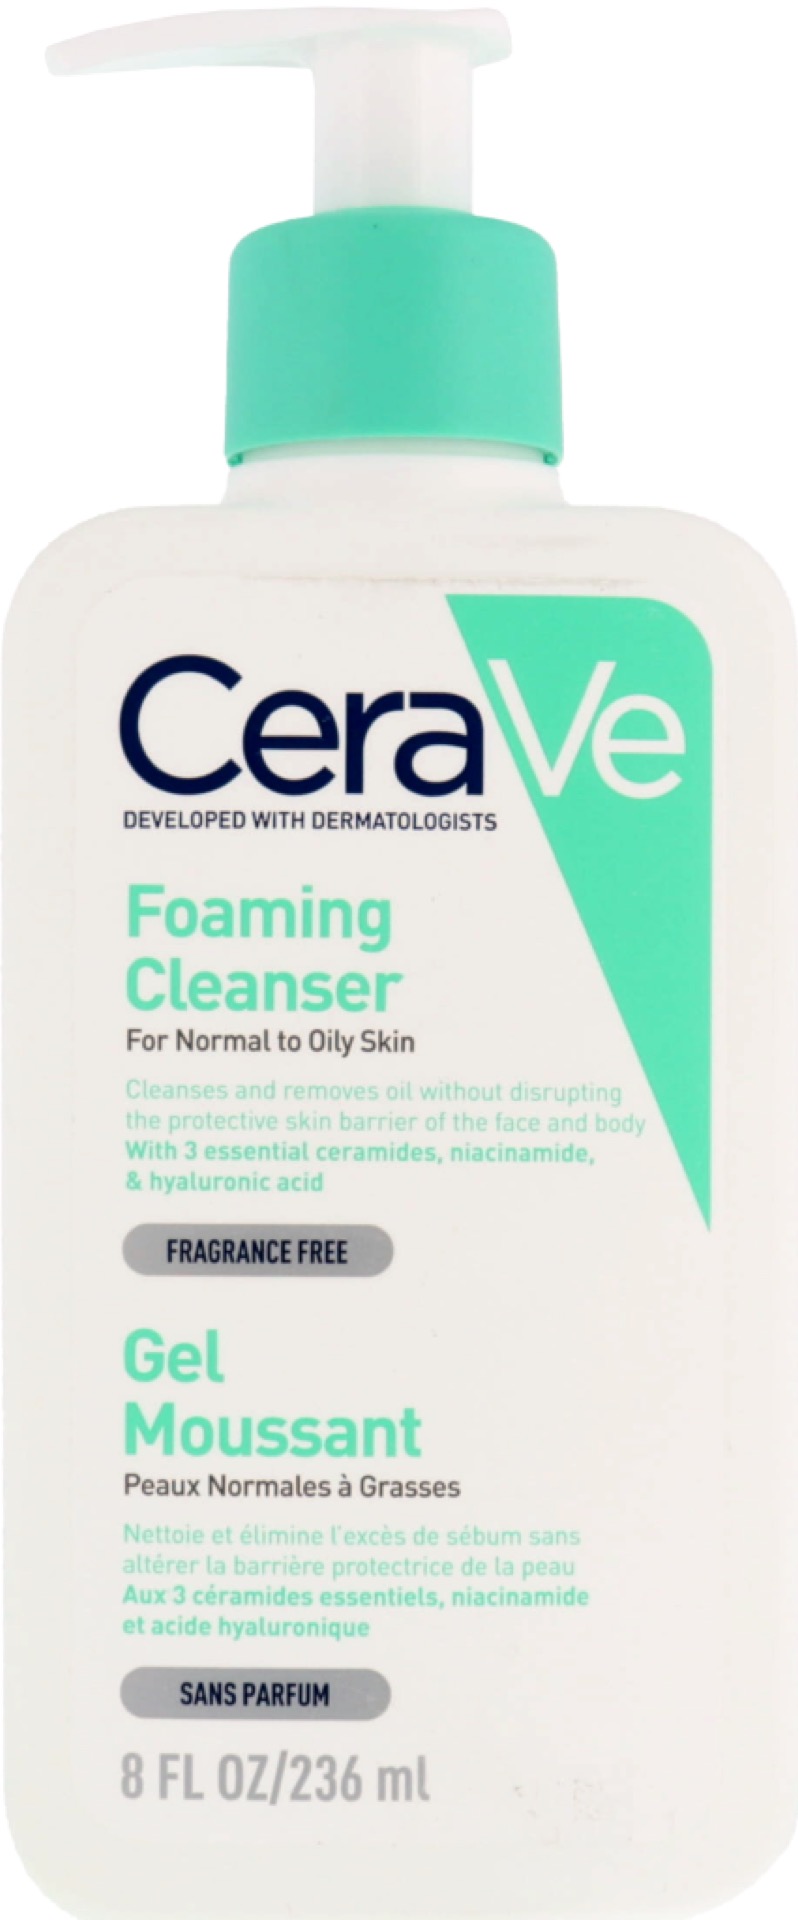 CeraVe
DEVELOPED WITH DERMATOLOGISTS
Foaming
Cleanser
For Normal to Oily Skin
Cleanses and removes oil without disrupting
the protective skin barrier of the face and body
With 3 essential ceramides, niacinamide,
& hyaluronic acid
FRAGRANCE FREE
Gel
Moussant
Peaux Normales à Grasses
Nettoie et élimine l'excès de sébum sans
altérer la barrière protectrice de la peau
Aux 3 céramides essentiels, niacinamide
et acide hyaluronique
SANS PARFUM
8 FL OZ/236 ml